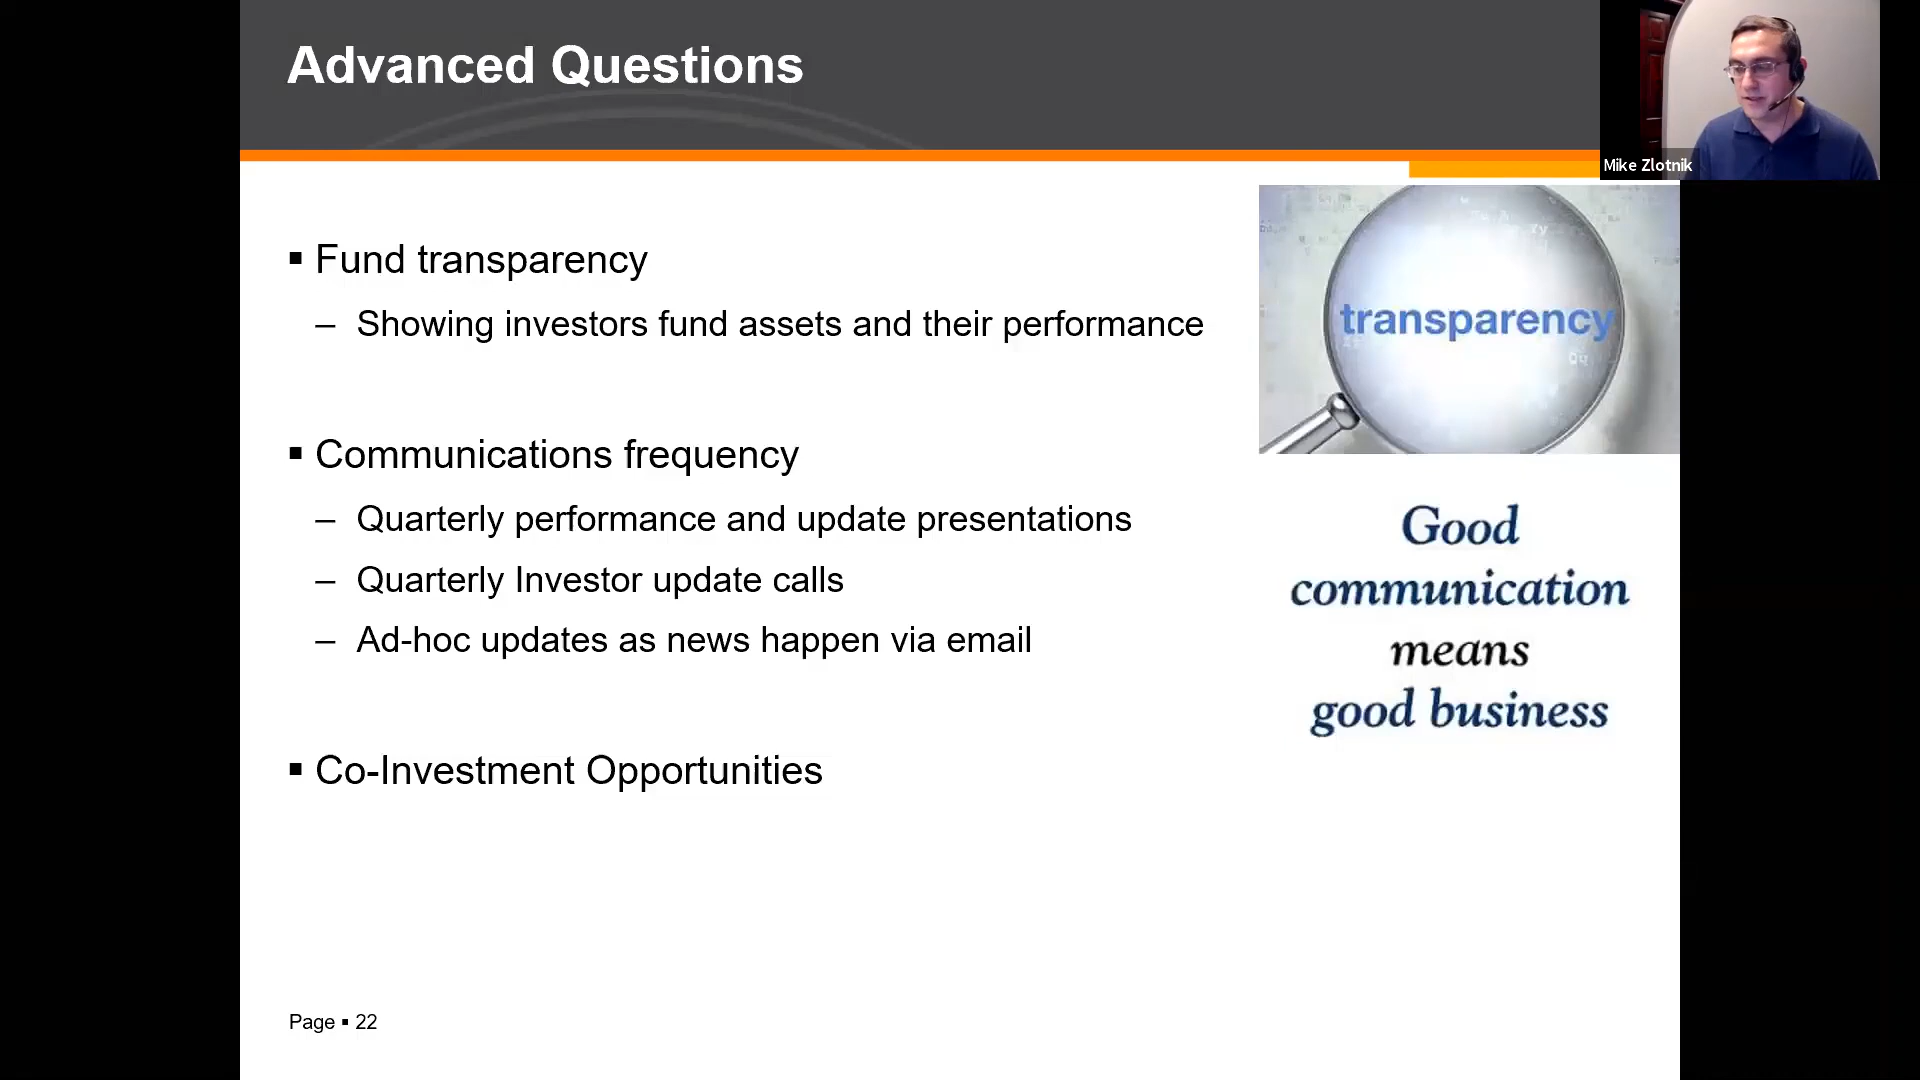 Advanced Questions
Mike Zlotnik
▪ Fund transparency
– Showing investors fund assets and their performance
transparency
▪ Communications frequency
– Quarterly performance and update presentations
– Quarterly Investor update calls
– Ad-hoc updates as news happen via email
Good
communication
means
good business
▪ Co-Investment Opportunities
Page ▪ 22